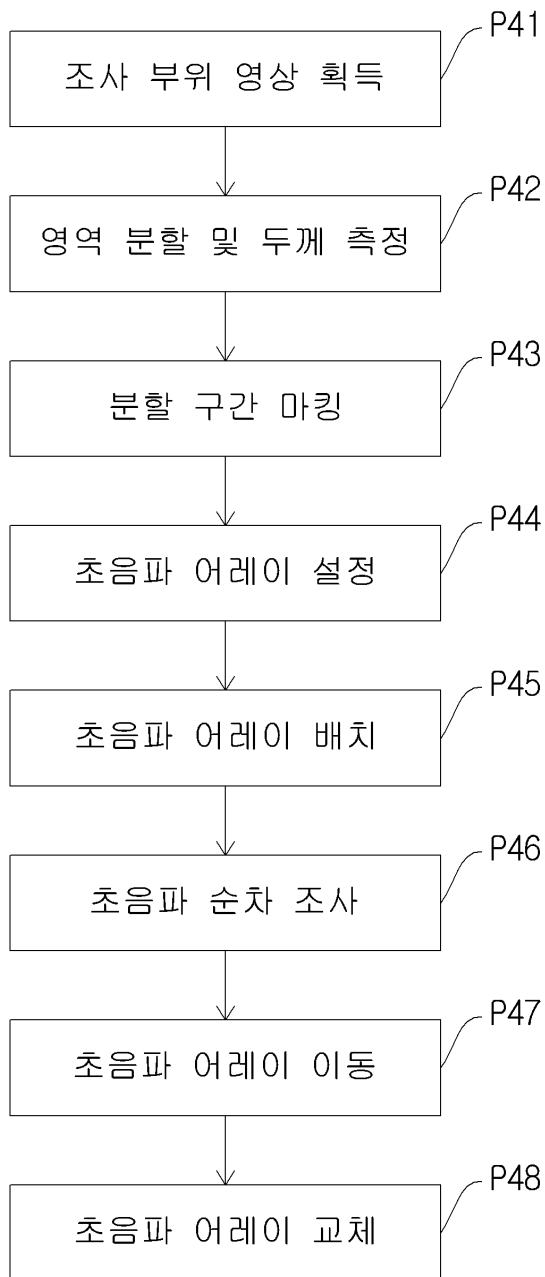 P41
조사 부위 영상 획득
P42
영역 분할 및 두께 측정
P43
분할 구간 마킹
P44
초음파 어레이 설정
P45
초음파 어레이 배치
P46
초음파 순차 조사
P47
초음파 어레이 이동
P48
초음파 어레이 교체